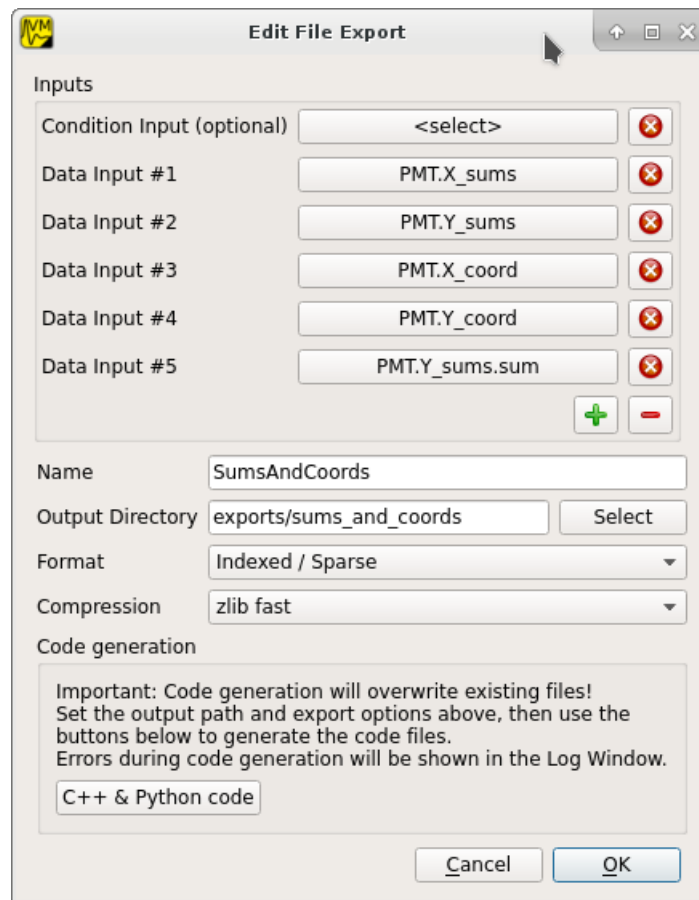 VM
Edit File Export
Inputs
Condition Input (optional) <select>
Data Input #1 PMT.X_sums
Data Input #2 PMT.Y_sums
Data Input #3 PMT.X_coord
Data Input #4 PMT.Y_coord
Data Input #5 PMT.Y_sums.sum
Name SumsAndCoords
Output Directory exports/sums_and_coords Select
Format Indexed / Sparse
Compression zlib fast
Code generation
Important: Code generation will overwrite existing files!
Set the output path and export options above, then use the
buttons below to generate the code files.
Errors during code generation will be shown in the Log Window.
C++ & Python code
Cancel OK